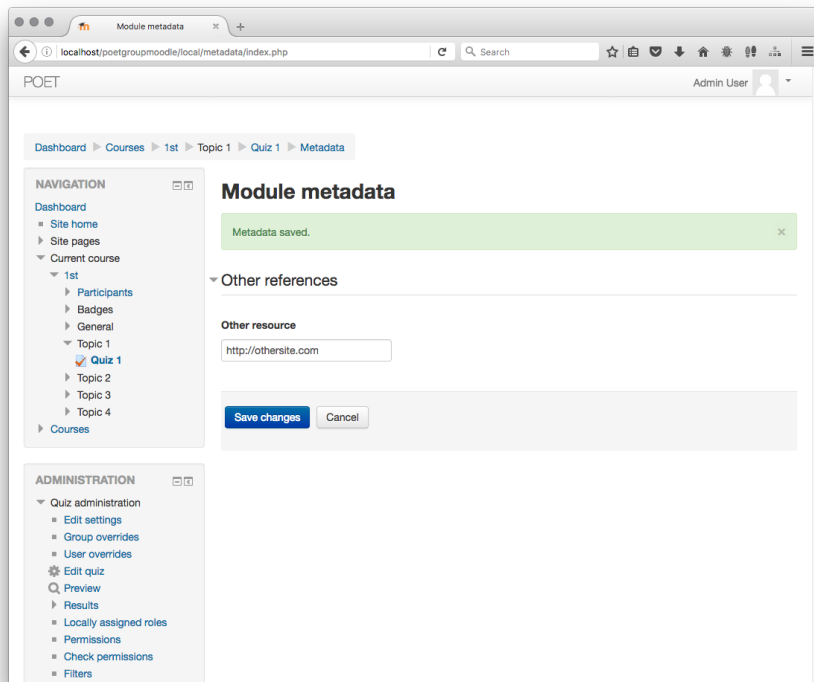 Module metadata
localhost/poetgroupmoodle/local/metadata/index.php
Search
POET
Admin User
Dashboard Courses 1st Topic 1 Quiz 1 Metadata
NAVIGATION
Dashboard
Site home
Site pages
Current course
1st
Participants
Badges
General
Topic 1
Quiz 1
Topic 2
Topic 3
Topic 4
Courses
ADMINISTRATION
Quiz administration
Edit settings
Group overrides
User overrides
Edit quiz
Preview
Results
Locally assigned roles
Permissions
Check permissions
Filters
Module metadata
Metadata saved.
Other references
Other resource
http://othersite.com
Save changes Cancel